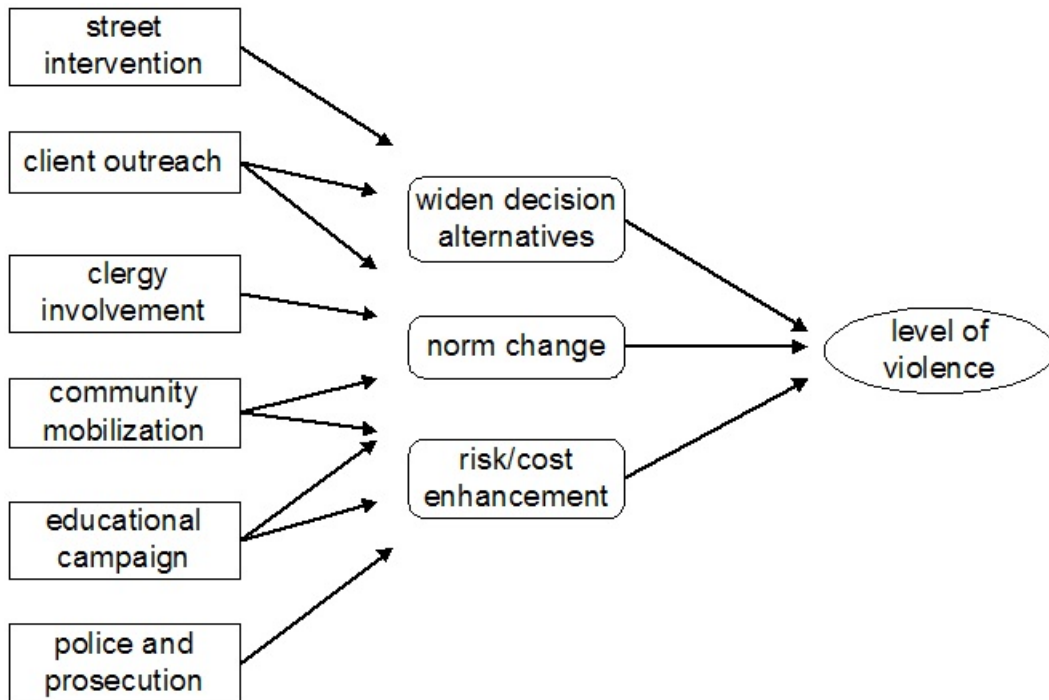 street
intervention
client outreach
clergy
involvement
community
mobilization
educational
campaign
police and
prosecution
widen decision
alternatives
norm change
risk/cost
enhancement
level of
violence